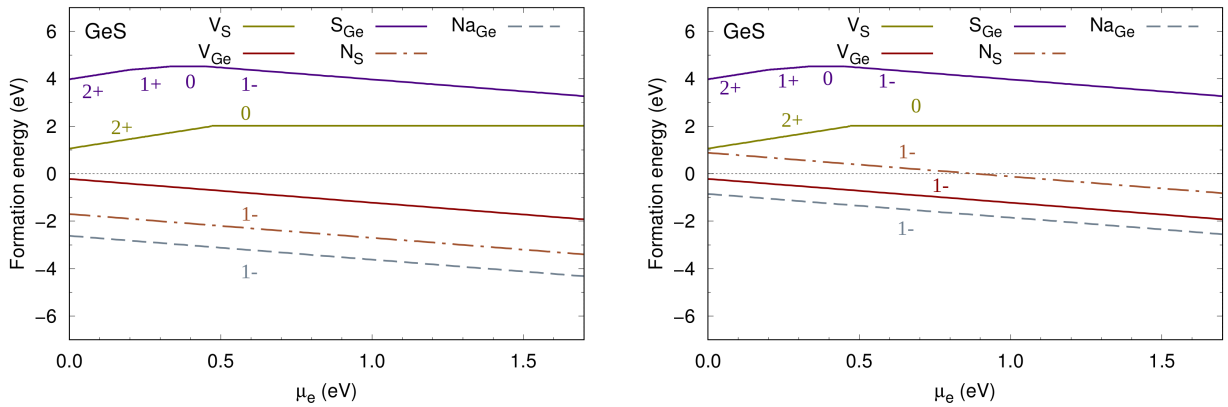 GeS V_S S_Ge Na_Ge
V_Ge N_S
6
4
2
0
−2
−4
−6
Formation energy (eV)
2+ 1+ 0 1-
2+ 0
1-
1-
0.0 0.5 1.0 1.5
μ_e (eV)
GeS V_S S_Ge Na_Ge
V_Ge N_S
6
4
2
0
−2
−4
−6
Formation energy (eV)
2+ 1+ 0 1-
2+ 0
1-
1-
1-
0.0 0.5 1.0 1.5
μ_e (eV)